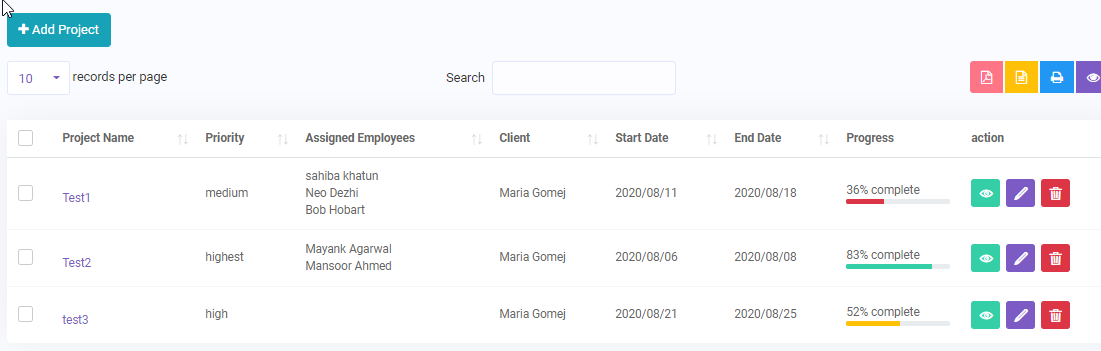 Add Project
10 records per page Search
Project Name Priority Assigned Employees Client Start Date End Date Progress action
Test1 medium sahiba khatun Maria Gomej 2020/08/11 2020/08/18 36% complete
Neo Dezhi
Bob Hobart
Test2 highest Mayank Agarwal Maria Gomej 2020/08/06 2020/08/08 83% complete
Mansoor Ahmed
test3 high Maria Gomej 2020/08/21 2020/08/25 52% complete